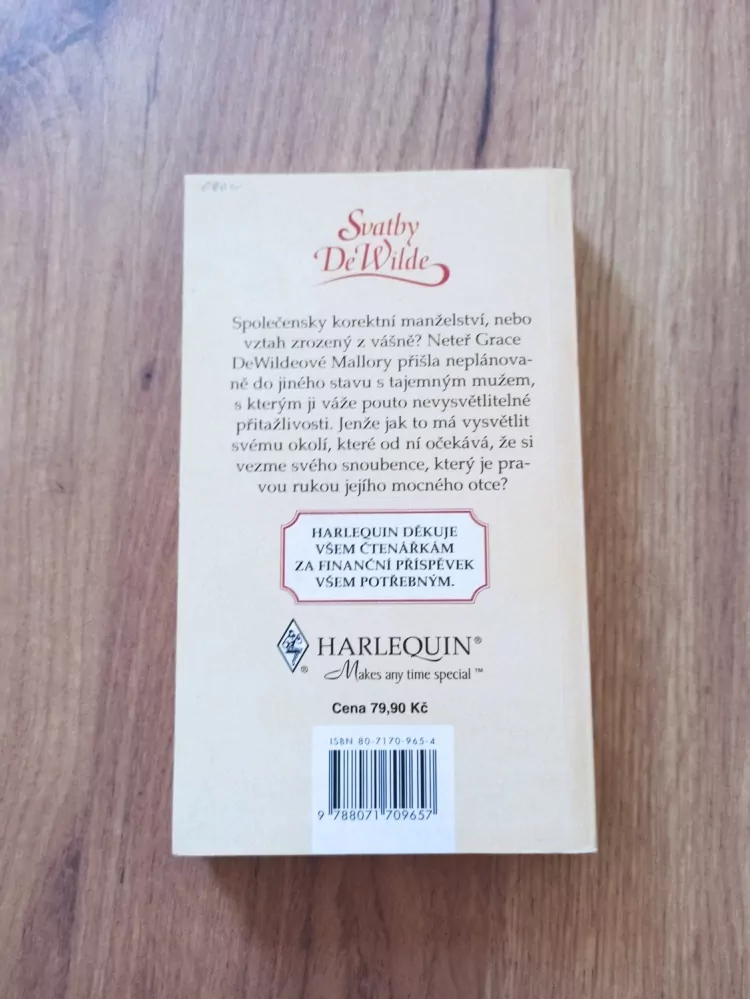 Svatby
DeWilde
Společensky korektní manželství, nebo
vztah zrozený z vášně? Neteř Grace
DeWildeové Mallory přišla neplánova-
ně do jiného stavu s tajemným mužem,
s kterým ji váže pouto nevysvětlitelné
přitažlivosti. Jenže jak to má vysvětlit
svému okolí, které od ní očekává, že si
vezme svého snoubence, který je pra-
vou rukou jejího mocného otce?
HARLEQUIN DĚKUJE
VŠEM ČTENÁŘKÁM
ZA FINANČNÍ PŘÍSPĚVEK
VŠEM POTŘEBNÝM.
HARLEQUIN®
®
Makes any time special ™
Cena 79,90 Kč
ISBN 80-7170-965-4
9 788071 709657